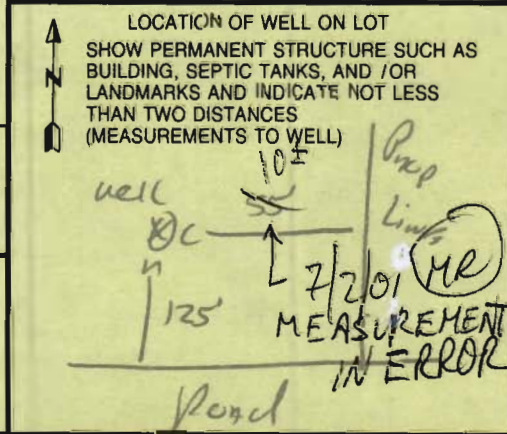 LOCATION OF WELL ON LOT
SHOW PERMANENT STRUCTURE SUCH AS
BUILDING, SEPTIC TANKS, AND /OR
LANDMARKS AND INDICATE NOT LESS
THAN TWO DISTANCES
(MEASUREMENTS TO WELL)
N
10±
55'
Prop
Lines
well
7/2/01 MR
125'
MEASUREMENT
IN ERROR
Road